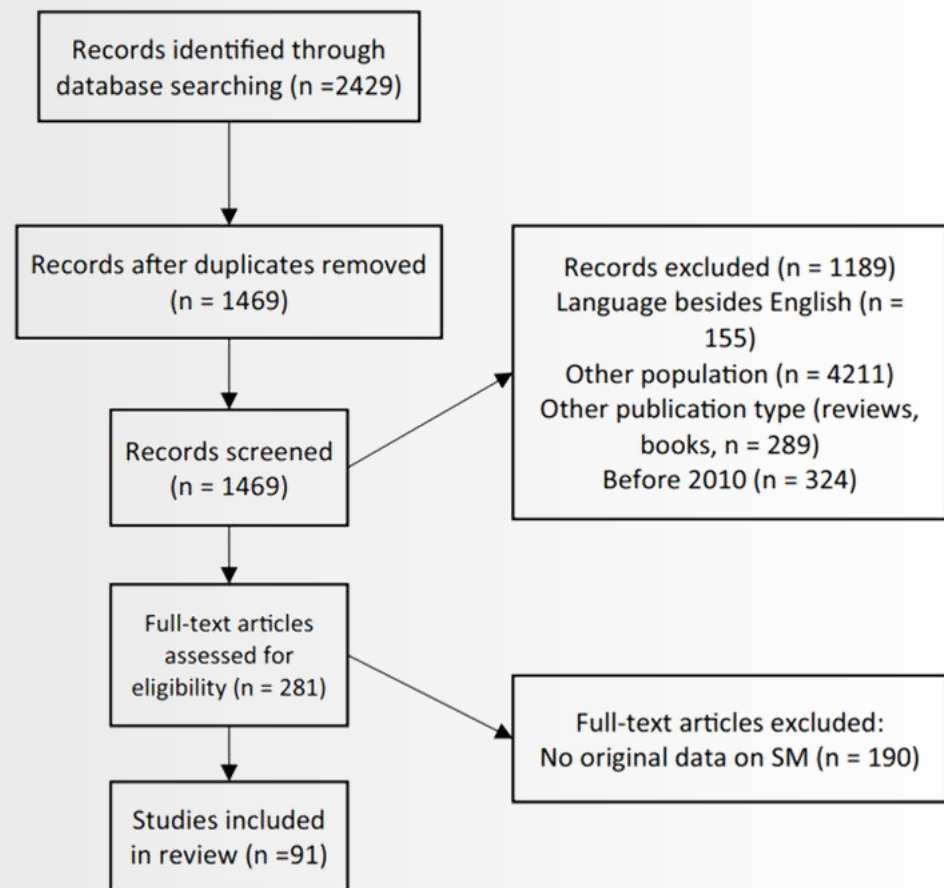 Records identified through
database searching (n =2429)
Records after duplicates removed
(n = 1469)
Records screened
(n = 1469)
Records excluded (n = 1189)
Language besides English (n =
155)
Other population (n = 4211)
Other publication type (reviews,
books, n = 289)
Before 2010 (n = 324)
Full-text articles
assessed for
eligibility (n = 281)
Full-text articles excluded:
No original data on SM (n = 190)
Studies included
in review (n =91)